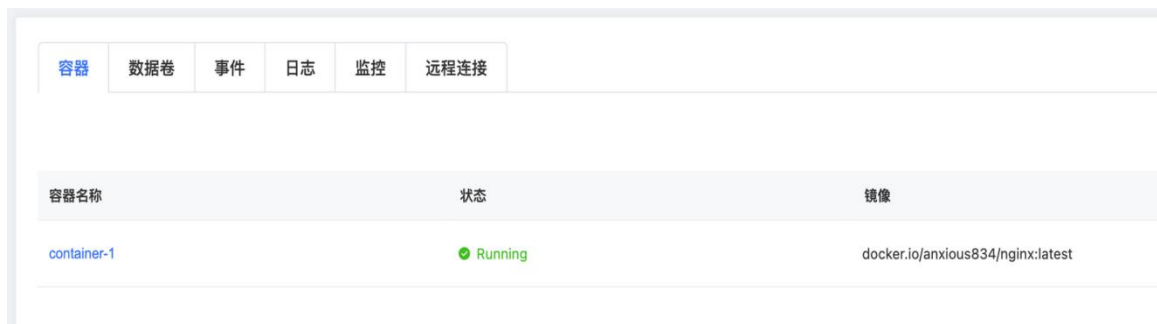 容器 数据卷 事件 日志 监控 远程连接
容器名称 状态 镜像
container-1 Running docker.io/anxious834/nginx:latest